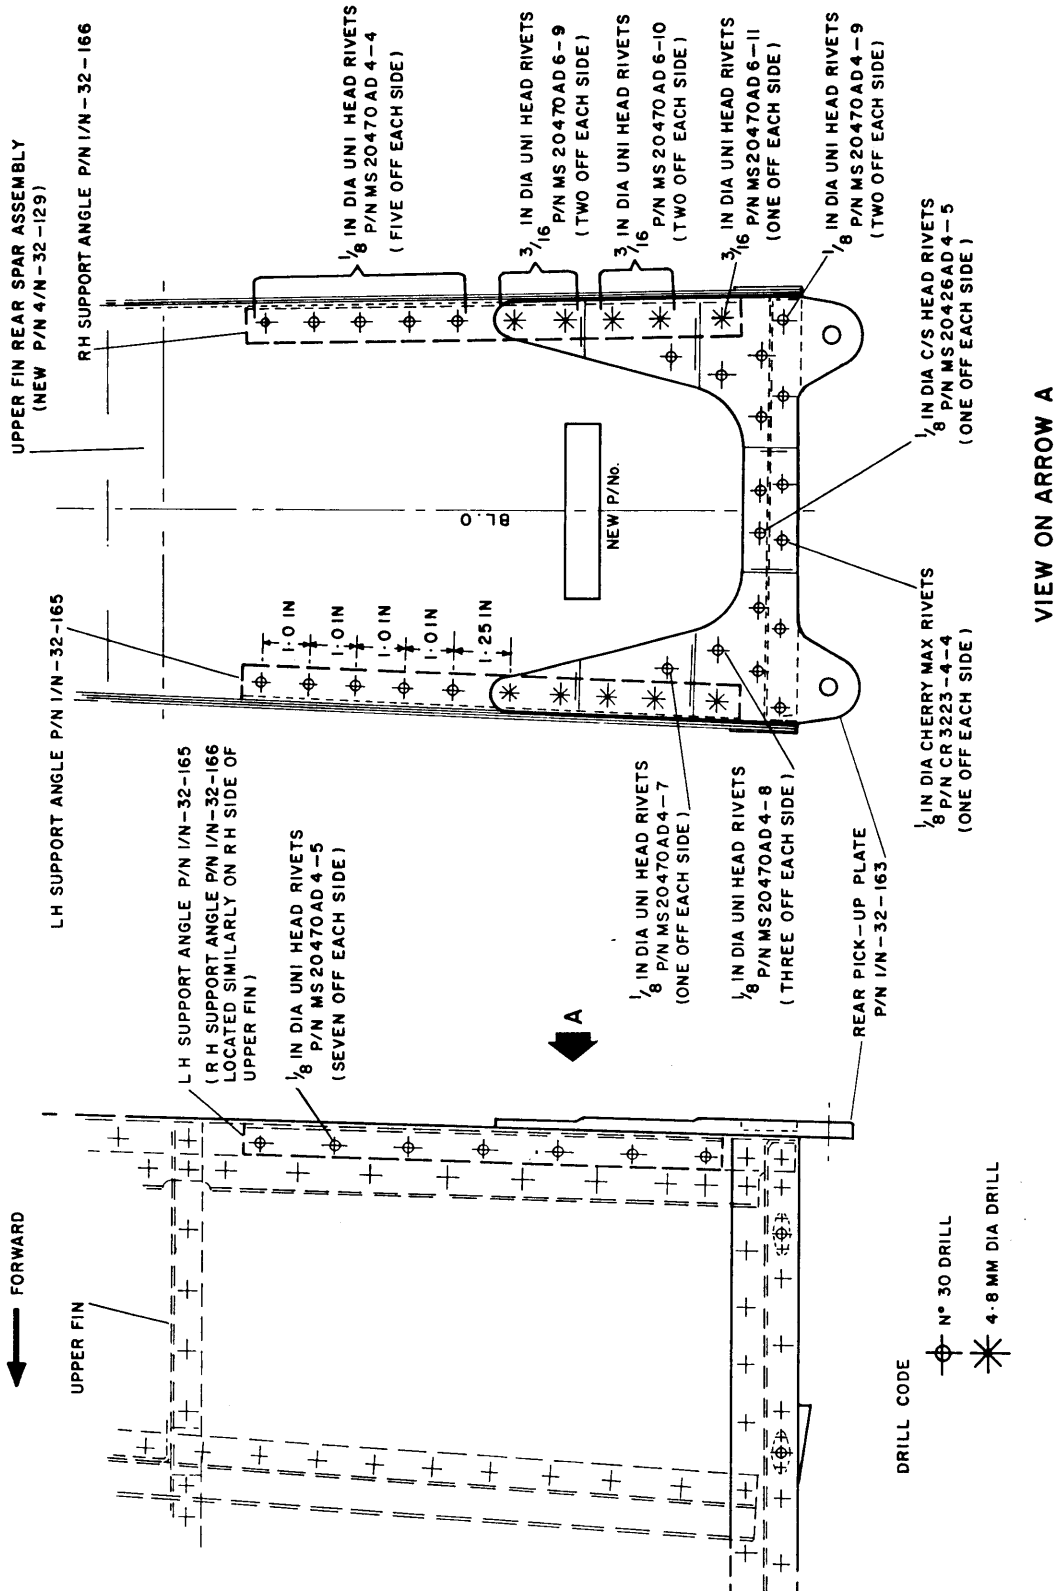 UPPER FIN REAR SPAR ASSEMBLY
(NEW P/N 4/N-32-129)
RH SUPPORT ANGLE P/N 1/N-32-166
1/8 IN DIA UNI HEAD RIVETS
P/N MS 20470 AD 4-4
(FIVE OFF EACH SIDE)
3/16 IN DIA UNI HEAD RIVETS
P/N MS 20470 AD 6-9
(TWO OFF EACH SIDE)
3/16 IN DIA UNI HEAD RIVETS
P/N MS 20470 AD 6-10
(TWO OFF EACH SIDE)
3/16 IN DIA UNI HEAD RIVETS
P/N MS 20470 AD 6-11
(ONE OFF EACH SIDE)
1/8 IN DIA UNI HEAD RIVETS
P/N MS 20470 AD 4-9
(TWO OFF EACH SIDE)
1/8 IN DIA C/S HEAD RIVETS
P/N MS 20426 AD 4-5
(ONE OFF EACH SIDE)
LH SUPPORT ANGLE P/N 1/N-32-165
1.0 IN
1.0 IN
1.0 IN
1.0 IN
1.25 IN
BL.O
NEW P/No.
1/8 IN DIA CHERRY MAX RIVETS
P/N CR 3223-4-4
(ONE OFF EACH SIDE)
VIEW ON ARROW A
LH SUPPORT ANGLE P/N 1/N-32-165
(RH SUPPORT ANGLE P/N 1/N-32-166
LOCATED SIMILARLY ON RH SIDE OF
UPPER FIN)
1/8 IN DIA UNI HEAD RIVETS
P/N MS 20470 AD 4-5
(SEVEN OFF EACH SIDE)
1/8 IN DIA UNI HEAD RIVETS
P/N MS 20470 AD 4-7
(ONE OFF EACH SIDE)
1/8 IN DIA UNI HEAD RIVETS
P/N MS 20470 AD 4-8
(THREE OFF EACH SIDE)
A
REAR PICK-UP PLATE
P/N 1/N-32-163
FORWARD
UPPER FIN
DRILL CODE
N° 30 DRILL
4.8 MM DIA DRILL